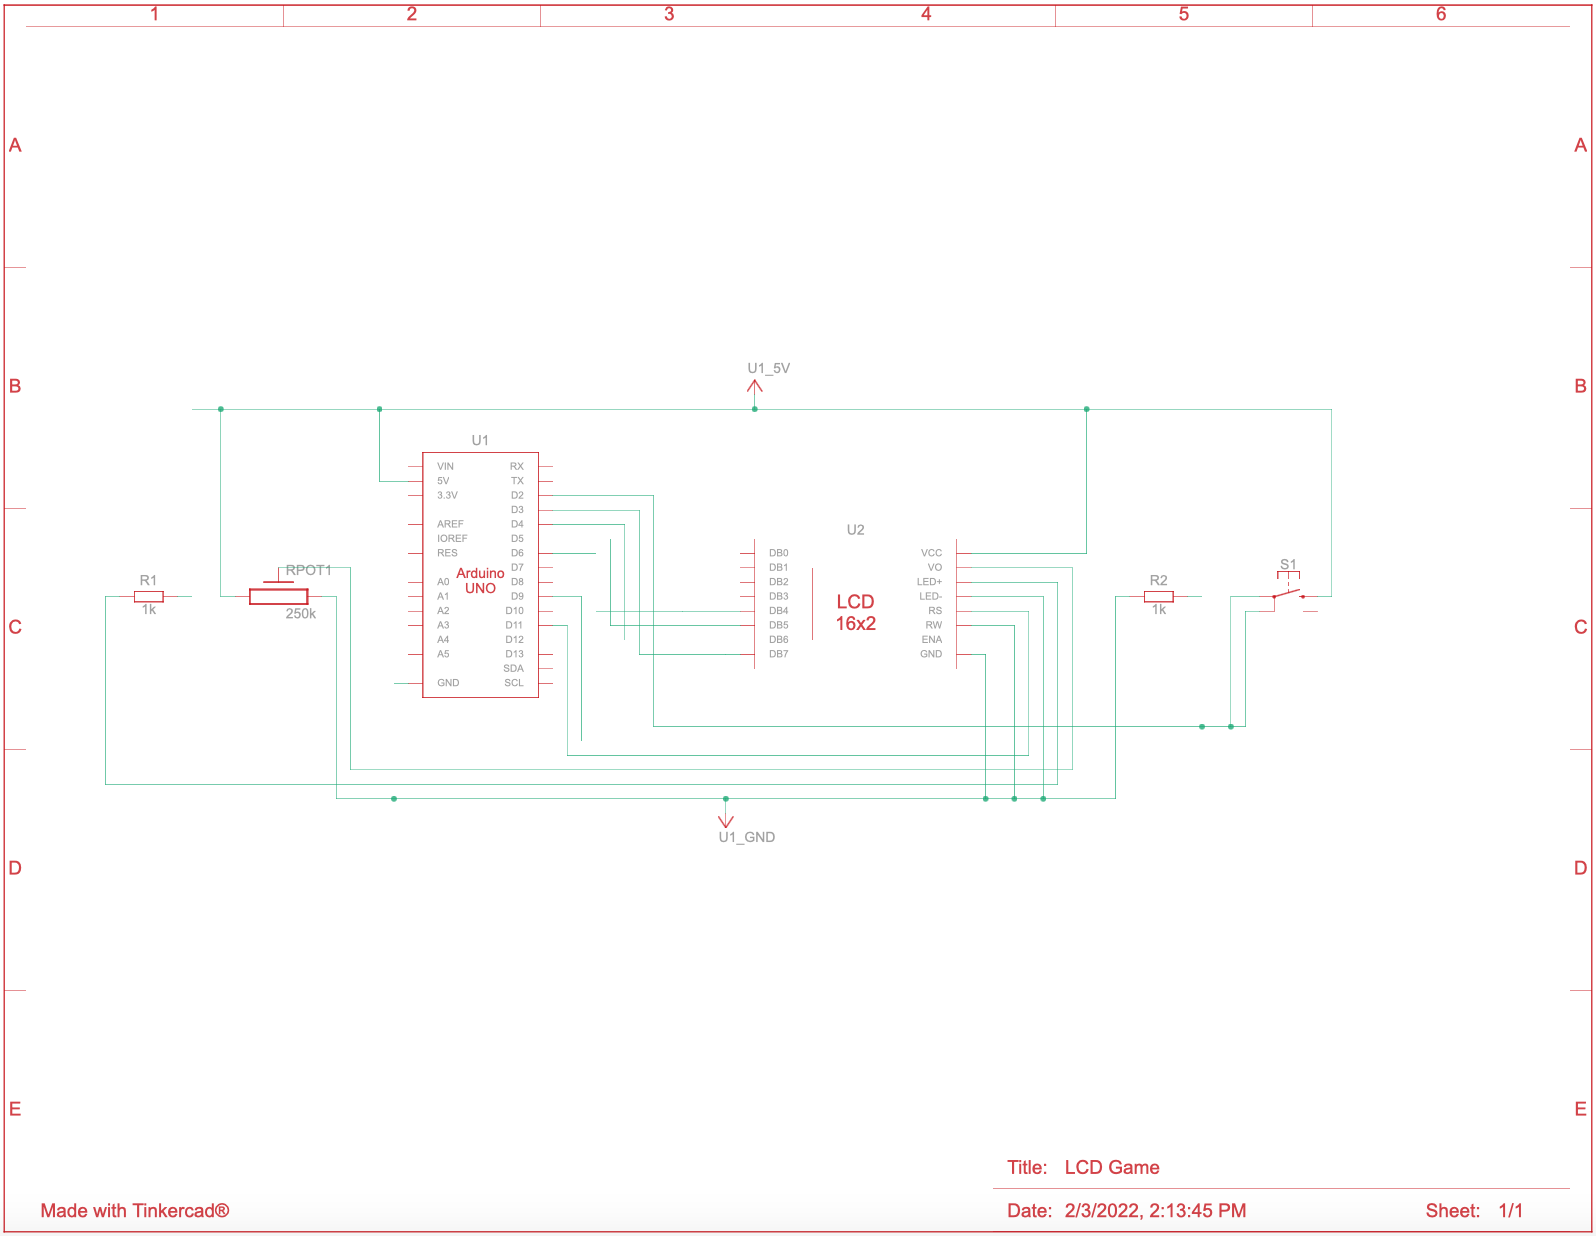 1 2 3 4 5 6
A A
B B
C C
D D
E E
U1_5V
U1
VIN RX
5V TX
3.3V D2
D3
AREF D4
IOREF D5
RES D6
D7
A0 D8
A1 D9
A2 D10
A3 D11
A4 D12
A5 D13
SDA
GND SCL
Arduino
UNO
U2
DB0 VCC
DB1 VO
DB2 LED+
DB3 LED-
DB4 RS
DB5 RW
DB6 ENA
DB7 GND
LCD
16x2
R1
1k
RPOT1
250k
R2
1k
S1
U1_GND
Title: LCD Game
Made with Tinkercad®
Date: 2/3/2022, 2:13:45 PM Sheet: 1/1